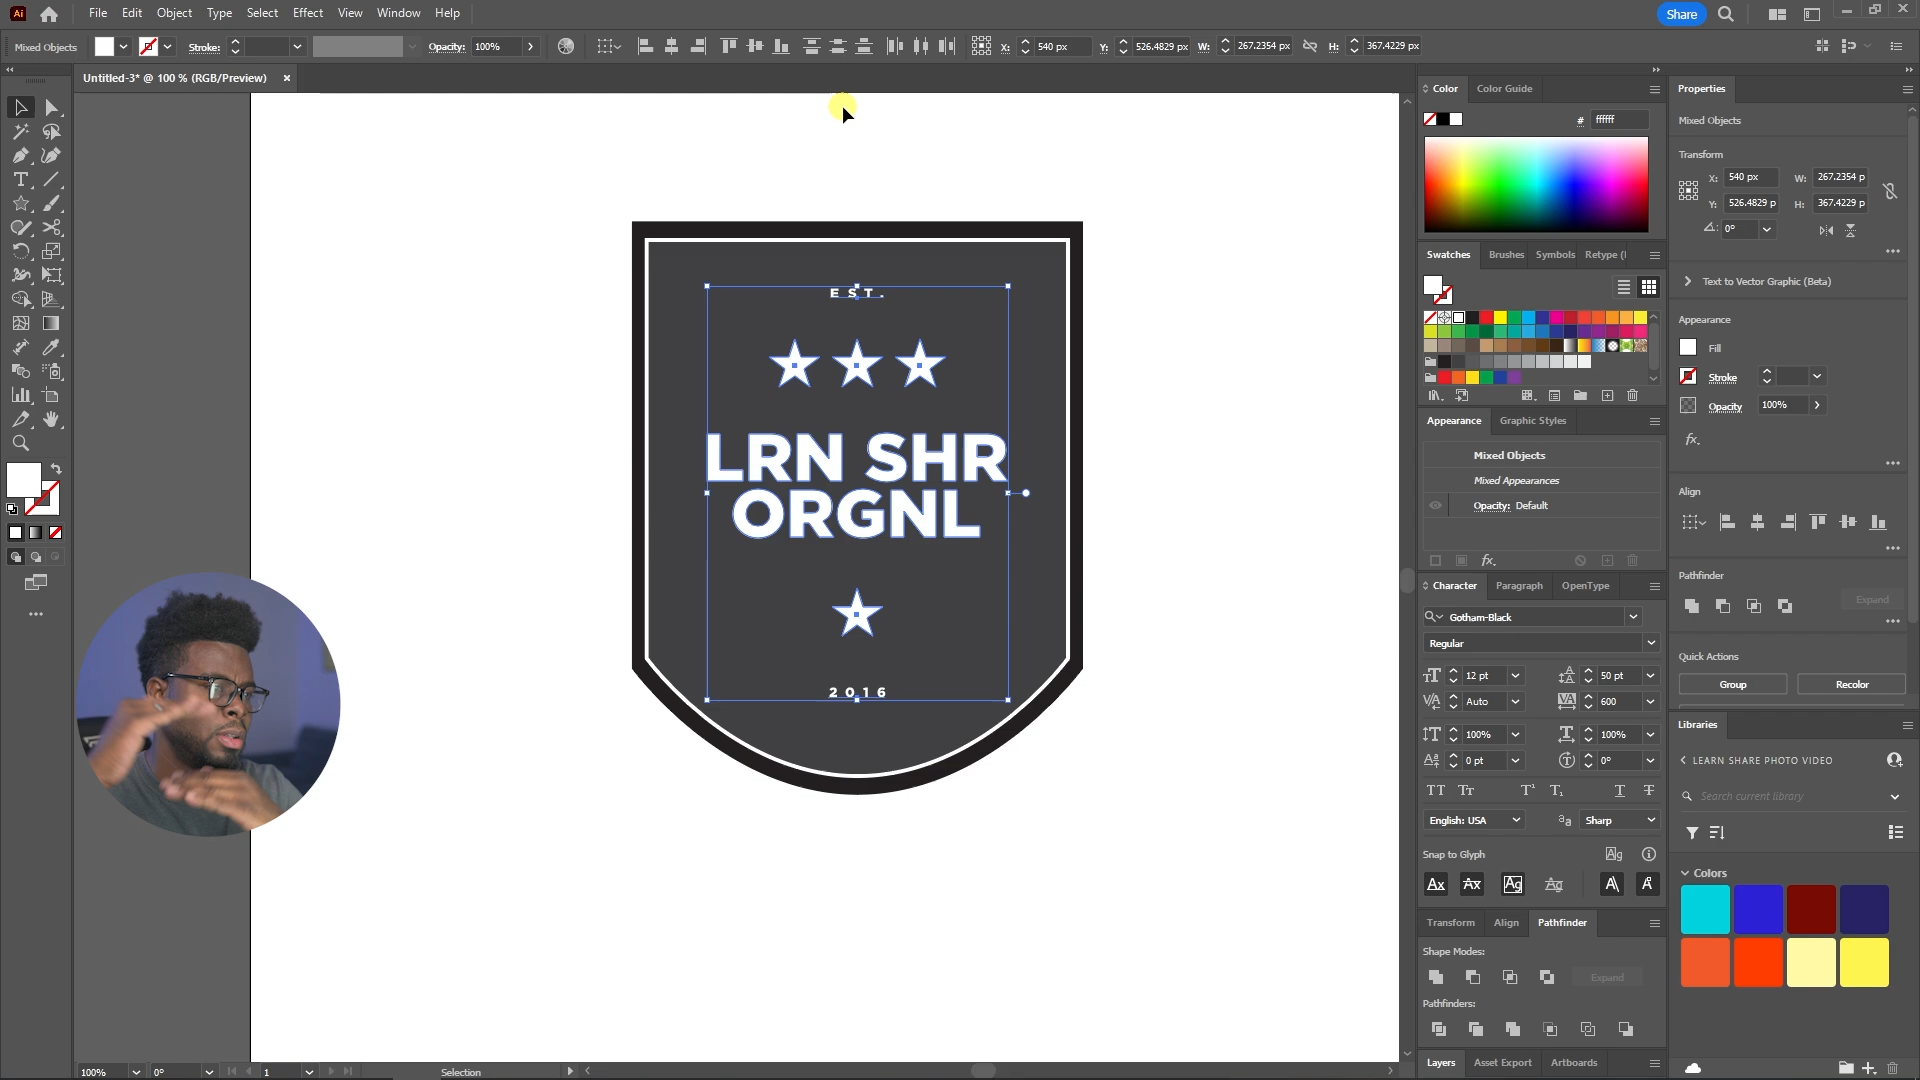 Ai File Edit Object Type Select Effect View Window Help Share
Mixed Objects Stroke: Opacity: 100% X: 540 px Y: 526.4829 px W: 267.2354 px H: 367.4229 px
Untitled-3* @ 100 % (RGB/Preview) ×
EST.
LRN SHR
ORGNL
2016
100% 0° 1 Selection
Color Color Guide
# ffffff
Swatches Brushes Symbols Retype (
Appearance Graphic Styles
Mixed Objects
Mixed Appearances
Opacity: Default
fx.
Character Paragraph OpenType
Gotham-Black
Regular
12 pt 50 pt
Auto 600
100% 100%
0 pt 0°
English: USA Sharp
Snap to Glyph
Transform Align Pathfinder
Shape Modes:
Expand
Pathfinders:
Layers Asset Export Artboards
Properties
Mixed Objects
Transform
X: 540 px W: 267.2354 p
Y: 526.4829 p H: 367.4229 p
0°
Text to Vector Graphic (Beta)
Appearance
Fill
Stroke
Opacity 100%
fx.
Align
Pathfinder
Expand
Quick Actions
Group Recolor
Libraries
LEARN SHARE PHOTO VIDEO
Search current library
Colors